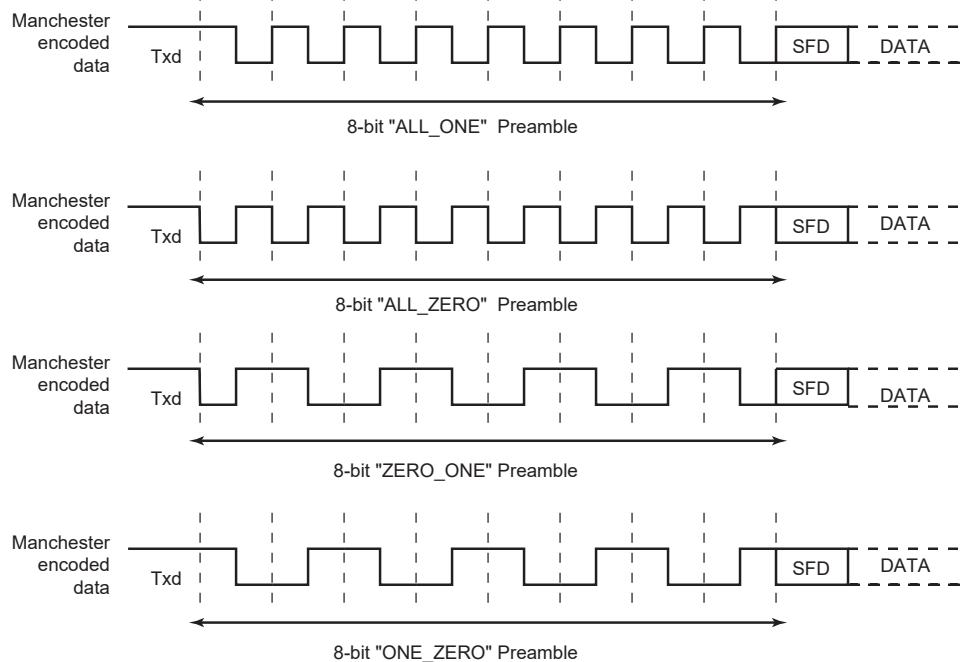 Manchester
encoded
data
Txd
SFD
DATA
8-bit "ALL_ONE" Preamble
Manchester
encoded
data
Txd
SFD
DATA
8-bit "ALL_ZERO" Preamble
Manchester
encoded
data
Txd
SFD
DATA
8-bit "ZERO_ONE" Preamble
Manchester
encoded
data
Txd
SFD
DATA
8-bit "ONE_ZERO" Preamble